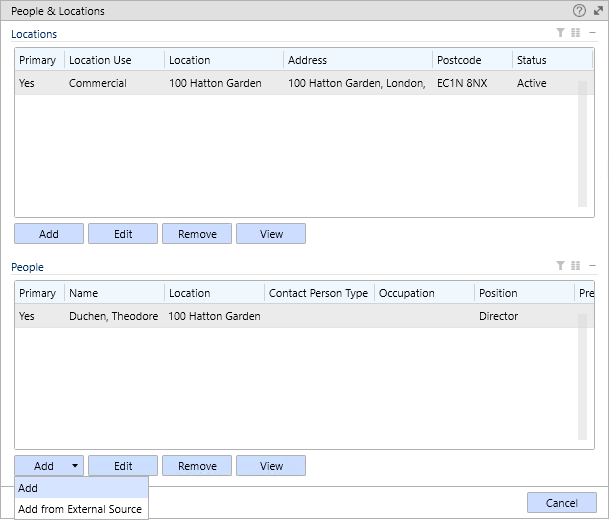 People & Locations
Locations
Primary Location Use Location Address Postcode Status
Yes Commercial 100 Hatton Garden 100 Hatton Garden, London, EC1N 8NX Active
Add Edit Remove View
People
Primary Name Location Contact Person Type Occupation Position Pre
Yes Duchen, Theodore 100 Hatton Garden Director
Add Edit Remove View
Add
Add from External Source
Cancel